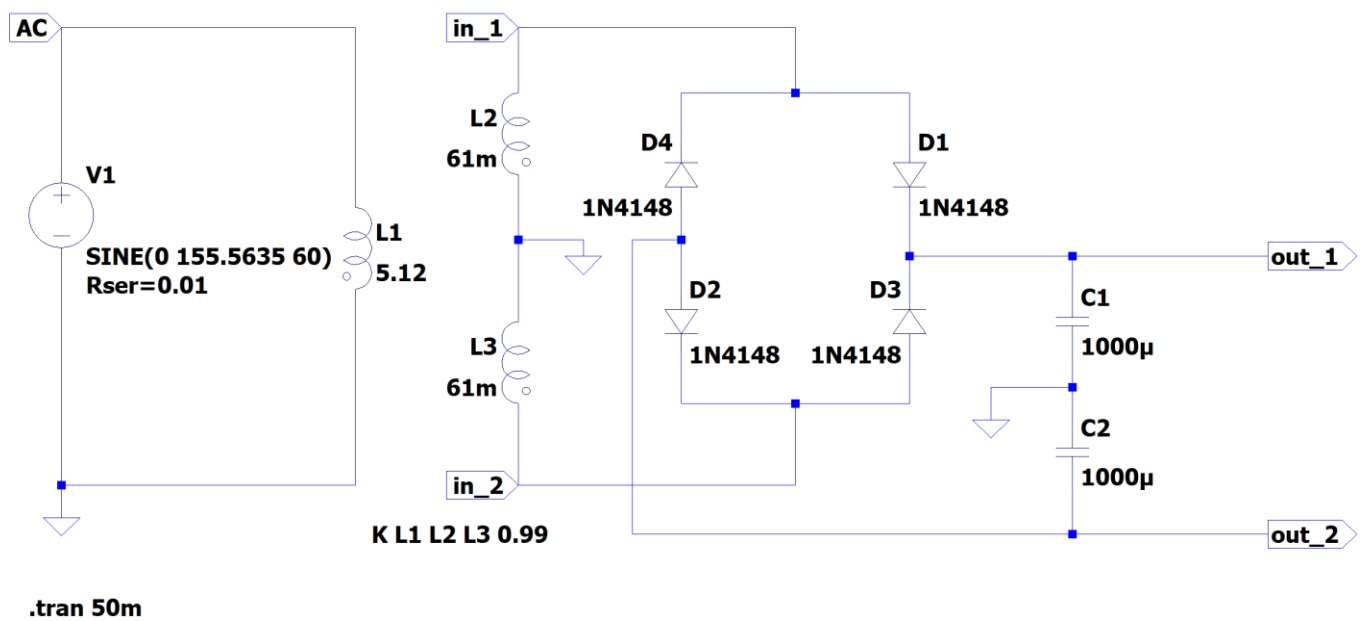 AC
V1
SINE(0 155.5635 60)
Rser=0.01
L1
5.12
in_1
L2
61m
L3
61m
in_2
K L1 L2 L3 0.99
D4
1N4148
D1
1N4148
D2
1N4148
D3
1N4148
out_1
C1
1000µ
C2
1000µ
out_2
.tran 50m